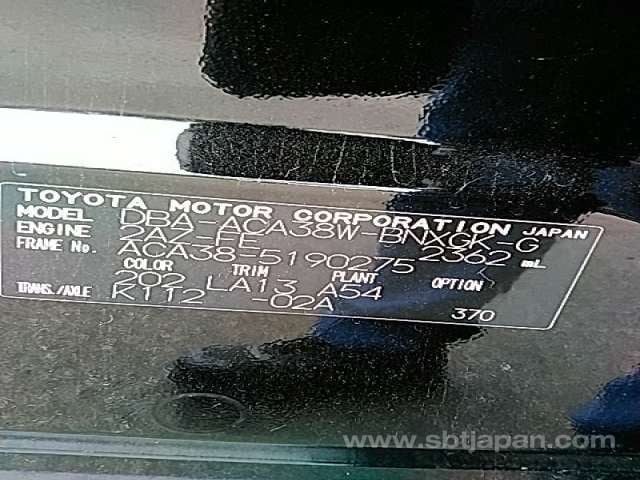 TOYOTA MOTOR CORPORATION JAPAN
MODEL DBA-ACA38W-BNXGK-G
ENGINE 2AZ-FE 2362 mL
FRAME No. ACA38-5190275
COLOR TRIM PLANT OPTION
202 LA13 A54
TRANS./AXLE K112 -02A
370
www.sbtjapan.com